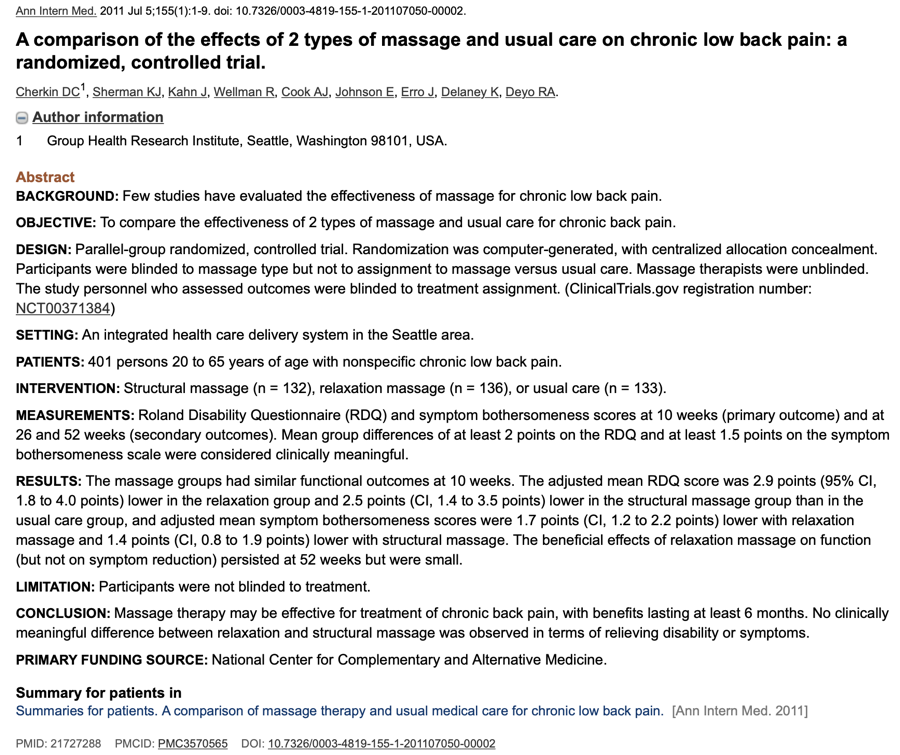 Ann Intern Med. 2011 Jul 5;155(1):1-9. doi: 10.7326/0003-4819-155-1-201107050-00002.
A comparison of the effects of 2 types of massage and usual care on chronic low back pain: a
randomized, controlled trial.
Cherkin DC1, Sherman KJ, Kahn J, Wellman R, Cook AJ, Johnson E, Erro J, Delaney K, Deyo RA.
Author information
1 Group Health Research Institute, Seattle, Washington 98101, USA.
Abstract
BACKGROUND: Few studies have evaluated the effectiveness of massage for chronic low back pain.
OBJECTIVE: To compare the effectiveness of 2 types of massage and usual care for chronic back pain.
DESIGN: Parallel-group randomized, controlled trial. Randomization was computer-generated, with centralized allocation concealment.
Participants were blinded to massage type but not to assignment to massage versus usual care. Massage therapists were unblinded.
The study personnel who assessed outcomes were blinded to treatment assignment. (ClinicalTrials.gov registration number:
NCT00371384)
SETTING: An integrated health care delivery system in the Seattle area.
PATIENTS: 401 persons 20 to 65 years of age with nonspecific chronic low back pain.
INTERVENTION: Structural massage (n = 132), relaxation massage (n = 136), or usual care (n = 133).
MEASUREMENTS: Roland Disability Questionnaire (RDQ) and symptom bothersomeness scores at 10 weeks (primary outcome) and at
26 and 52 weeks (secondary outcomes). Mean group differences of at least 2 points on the RDQ and at least 1.5 points on the symptom
bothersomeness scale were considered clinically meaningful.
RESULTS: The massage groups had similar functional outcomes at 10 weeks. The adjusted mean RDQ score was 2.9 points (95% CI,
1.8 to 4.0 points) lower in the relaxation group and 2.5 points (CI, 1.4 to 3.5 points) lower in the structural massage group than in the
usual care group, and adjusted mean symptom bothersomeness scores were 1.7 points (CI, 1.2 to 2.2 points) lower with relaxation
massage and 1.4 points (CI, 0.8 to 1.9 points) lower with structural massage. The beneficial effects of relaxation massage on function
(but not on symptom reduction) persisted at 52 weeks but were small.
LIMITATION: Participants were not blinded to treatment.
CONCLUSION: Massage therapy may be effective for treatment of chronic back pain, with benefits lasting at least 6 months. No clinically
meaningful difference between relaxation and structural massage was observed in terms of relieving disability or symptoms.
PRIMARY FUNDING SOURCE: National Center for Complementary and Alternative Medicine.
Summary for patients in
Summaries for patients. A comparison of massage therapy and usual medical care for chronic low back pain. [Ann Intern Med. 2011]
PMID: 21727288 PMCID: PMC3570565 DOI: 10.7326/0003-4819-155-1-201107050-00002